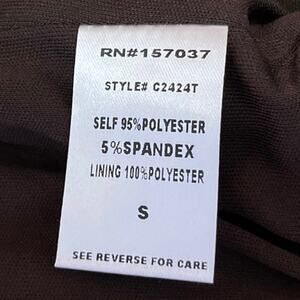 RN#157037
STYLE# C2424T
SELF 95%POLYESTER
5%SPANDEX
LINING 100%POLYESTER
S
SEE REVERSE FOR CARE